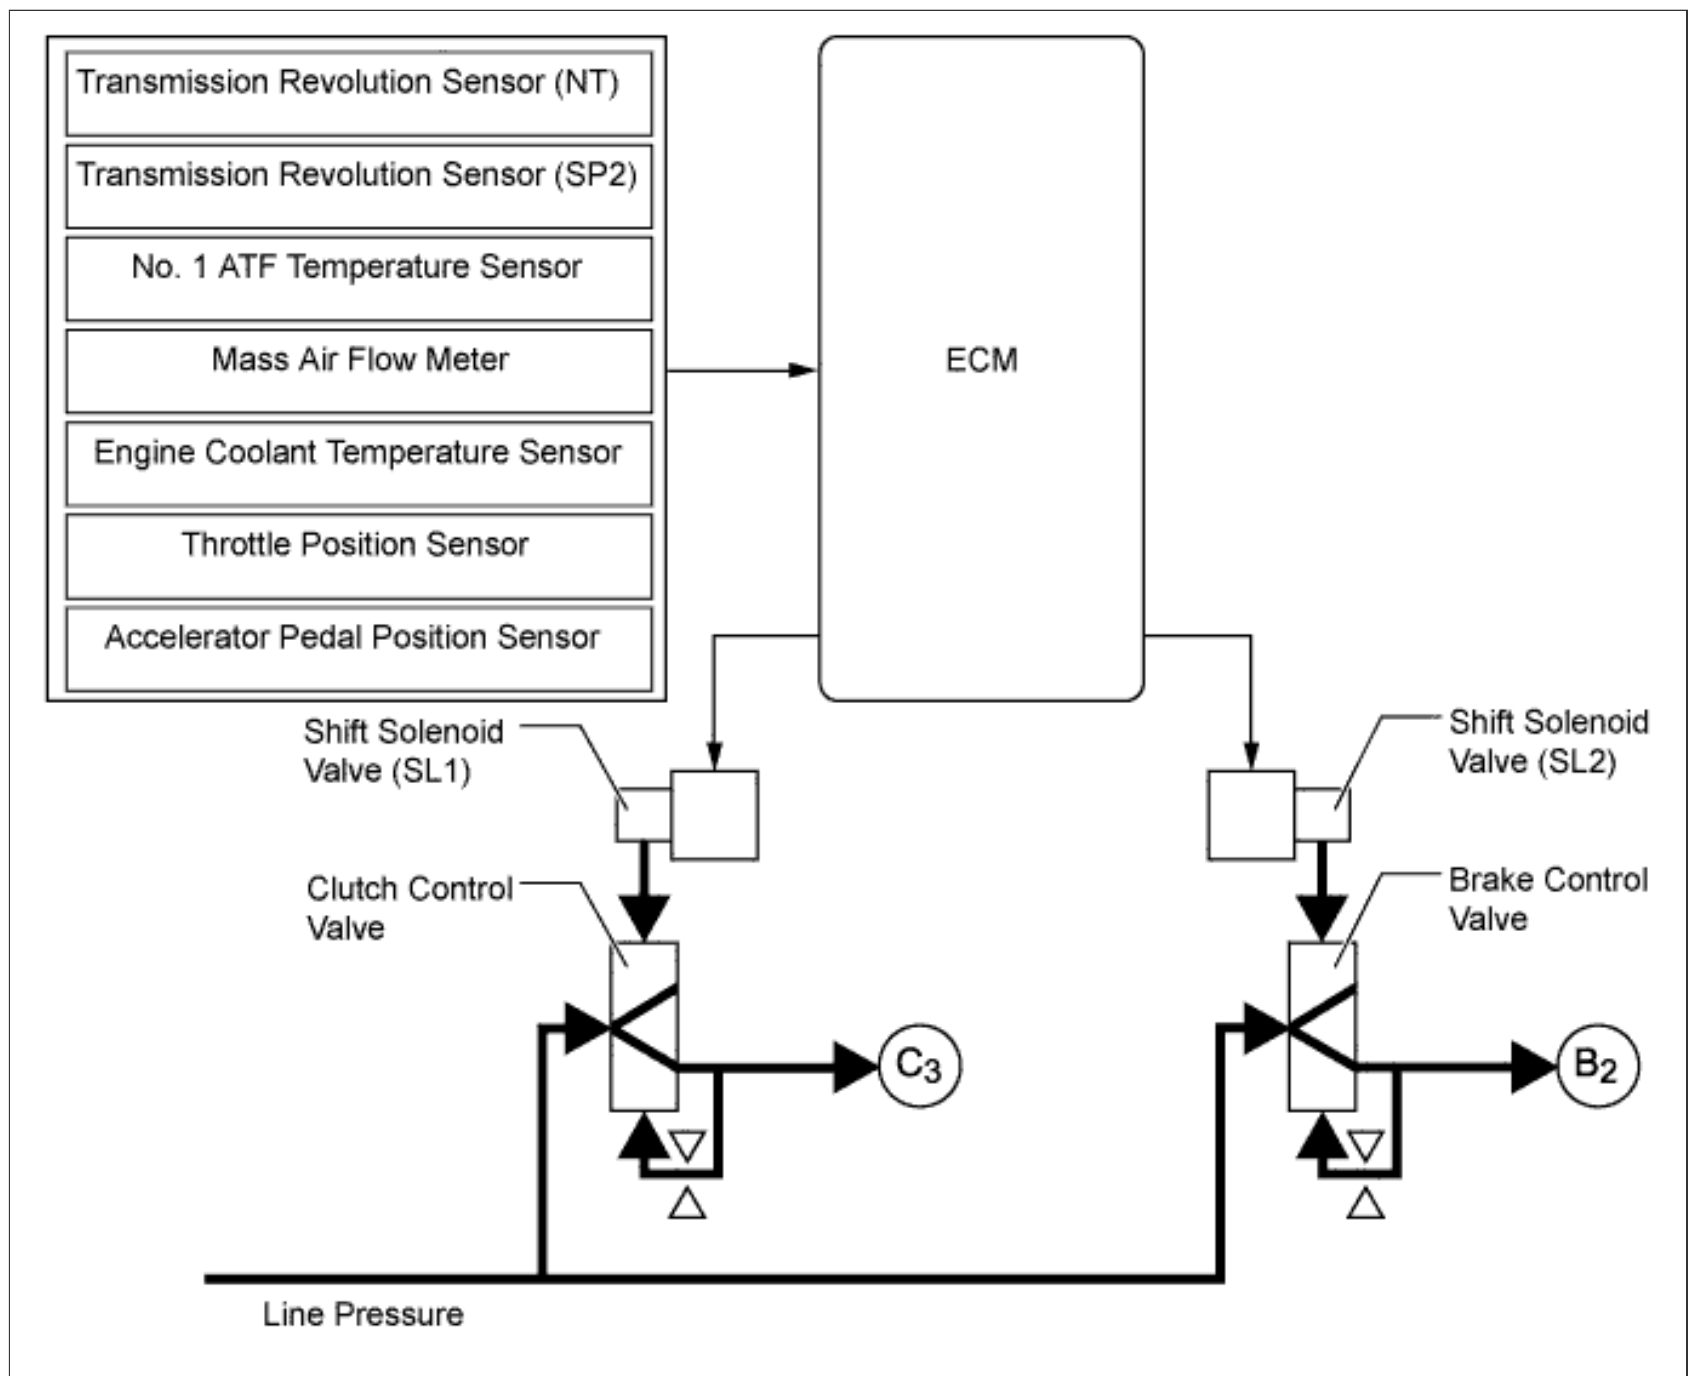 Transmission Revolution Sensor (NT)
Transmission Revolution Sensor (SP2)
No. 1 ATF Temperature Sensor
Mass Air Flow Meter
Engine Coolant Temperature Sensor
Throttle Position Sensor
Accelerator Pedal Position Sensor
ECM
Shift Solenoid
Valve (SL1)
Shift Solenoid
Valve (SL2)
Clutch Control
Valve
Brake Control
Valve
C3
B2
Line Pressure